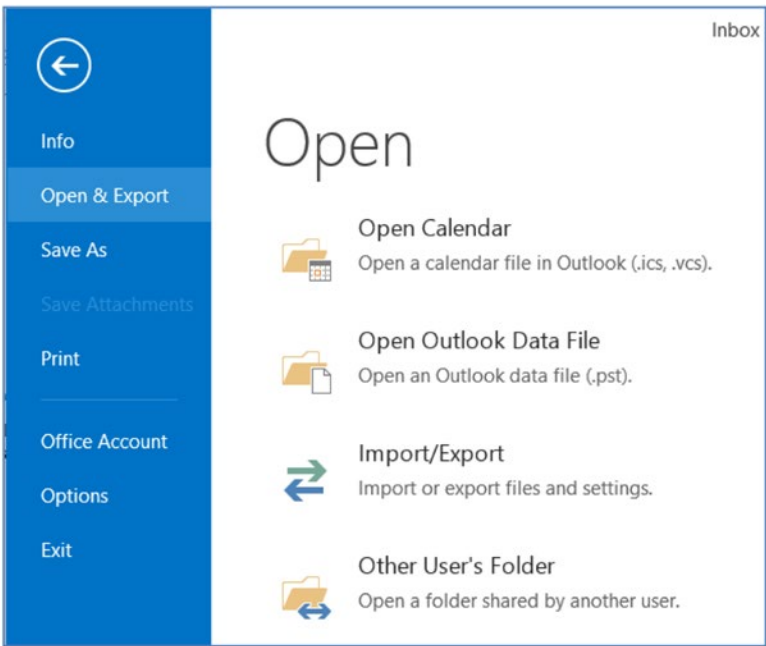 Inbox
Info
Open & Export
Save As
Save Attachments
Print
Office Account
Options
Exit
Open
Open Calendar
Open a calendar file in Outlook (.ics, .vcs).
Open Outlook Data File
Open an Outlook data file (.pst).
Import/Export
Import or export files and settings.
Other User's Folder
Open a folder shared by another user.